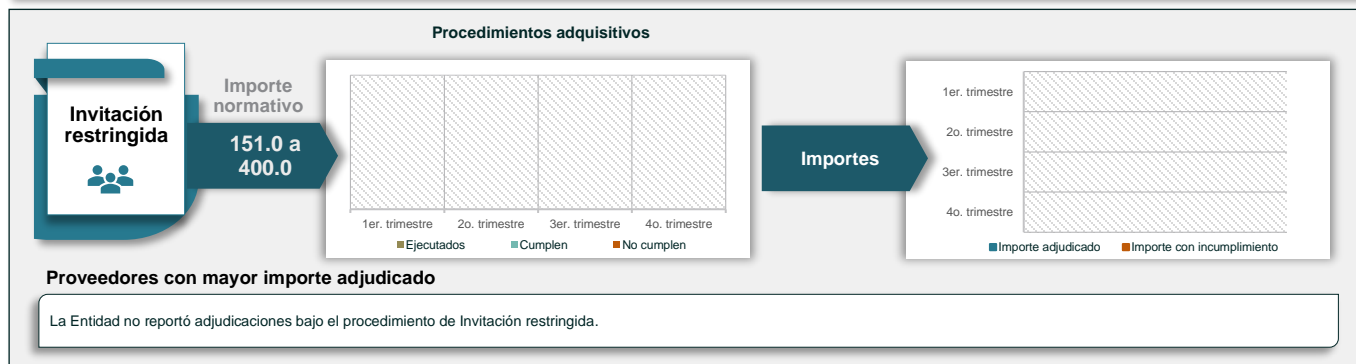 Procedimientos adquisitivos
Invitación
restringida
Importe
normativo
151.0 a
400.0
1er. trimestre
2o. trimestre
3er. trimestre
4o. trimestre
Ejecutados
Cumplen
No cumplen
Importes
1er. trimestre
2o. trimestre
3er. trimestre
4o. trimestre
Importe adjudicado
Importe con incumplimiento
Proveedores con mayor importe adjudicado
La Entidad no reportó adjudicaciones bajo el procedimiento de Invitación restringida.